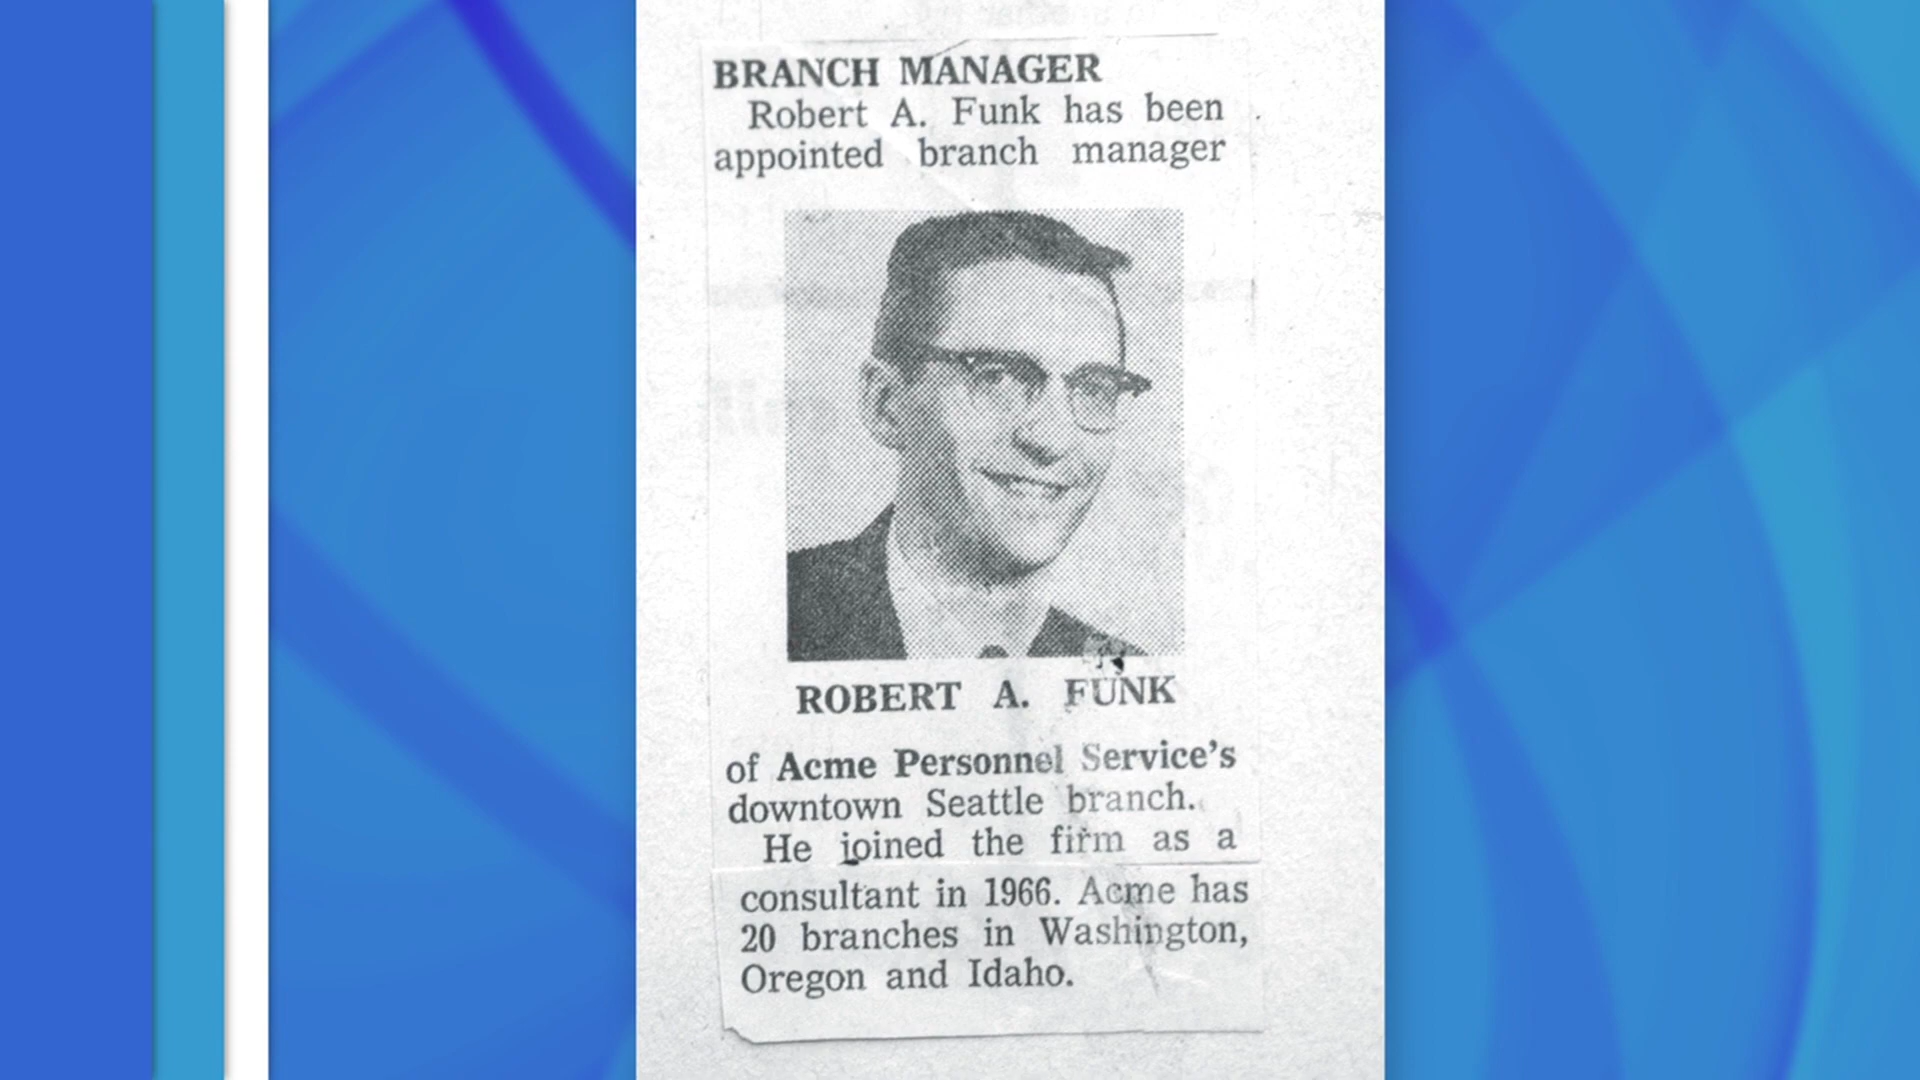 BRANCH MANAGER
Robert A. Funk has been
appointed branch manager
ROBERT A. FUNK
of Acme Personnel Service's
downtown Seattle branch.
He joined the firm as a
consultant in 1966. Acme has
20 branches in Washington,
Oregon and Idaho.